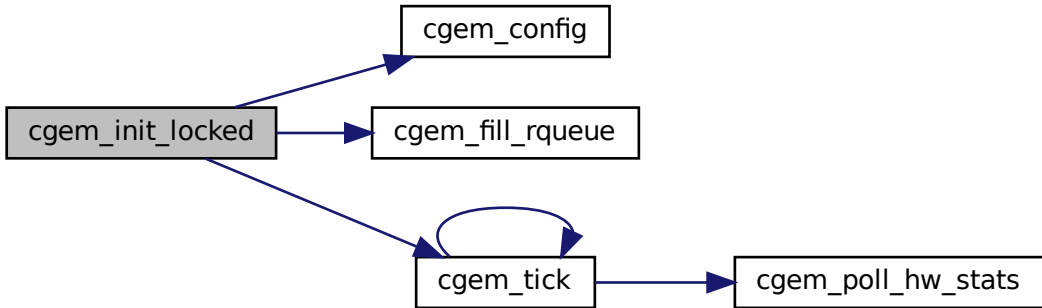 cgem_config
cgem_init_locked
cgem_fill_rqueue
cgem_tick
cgem_poll_hw_stats